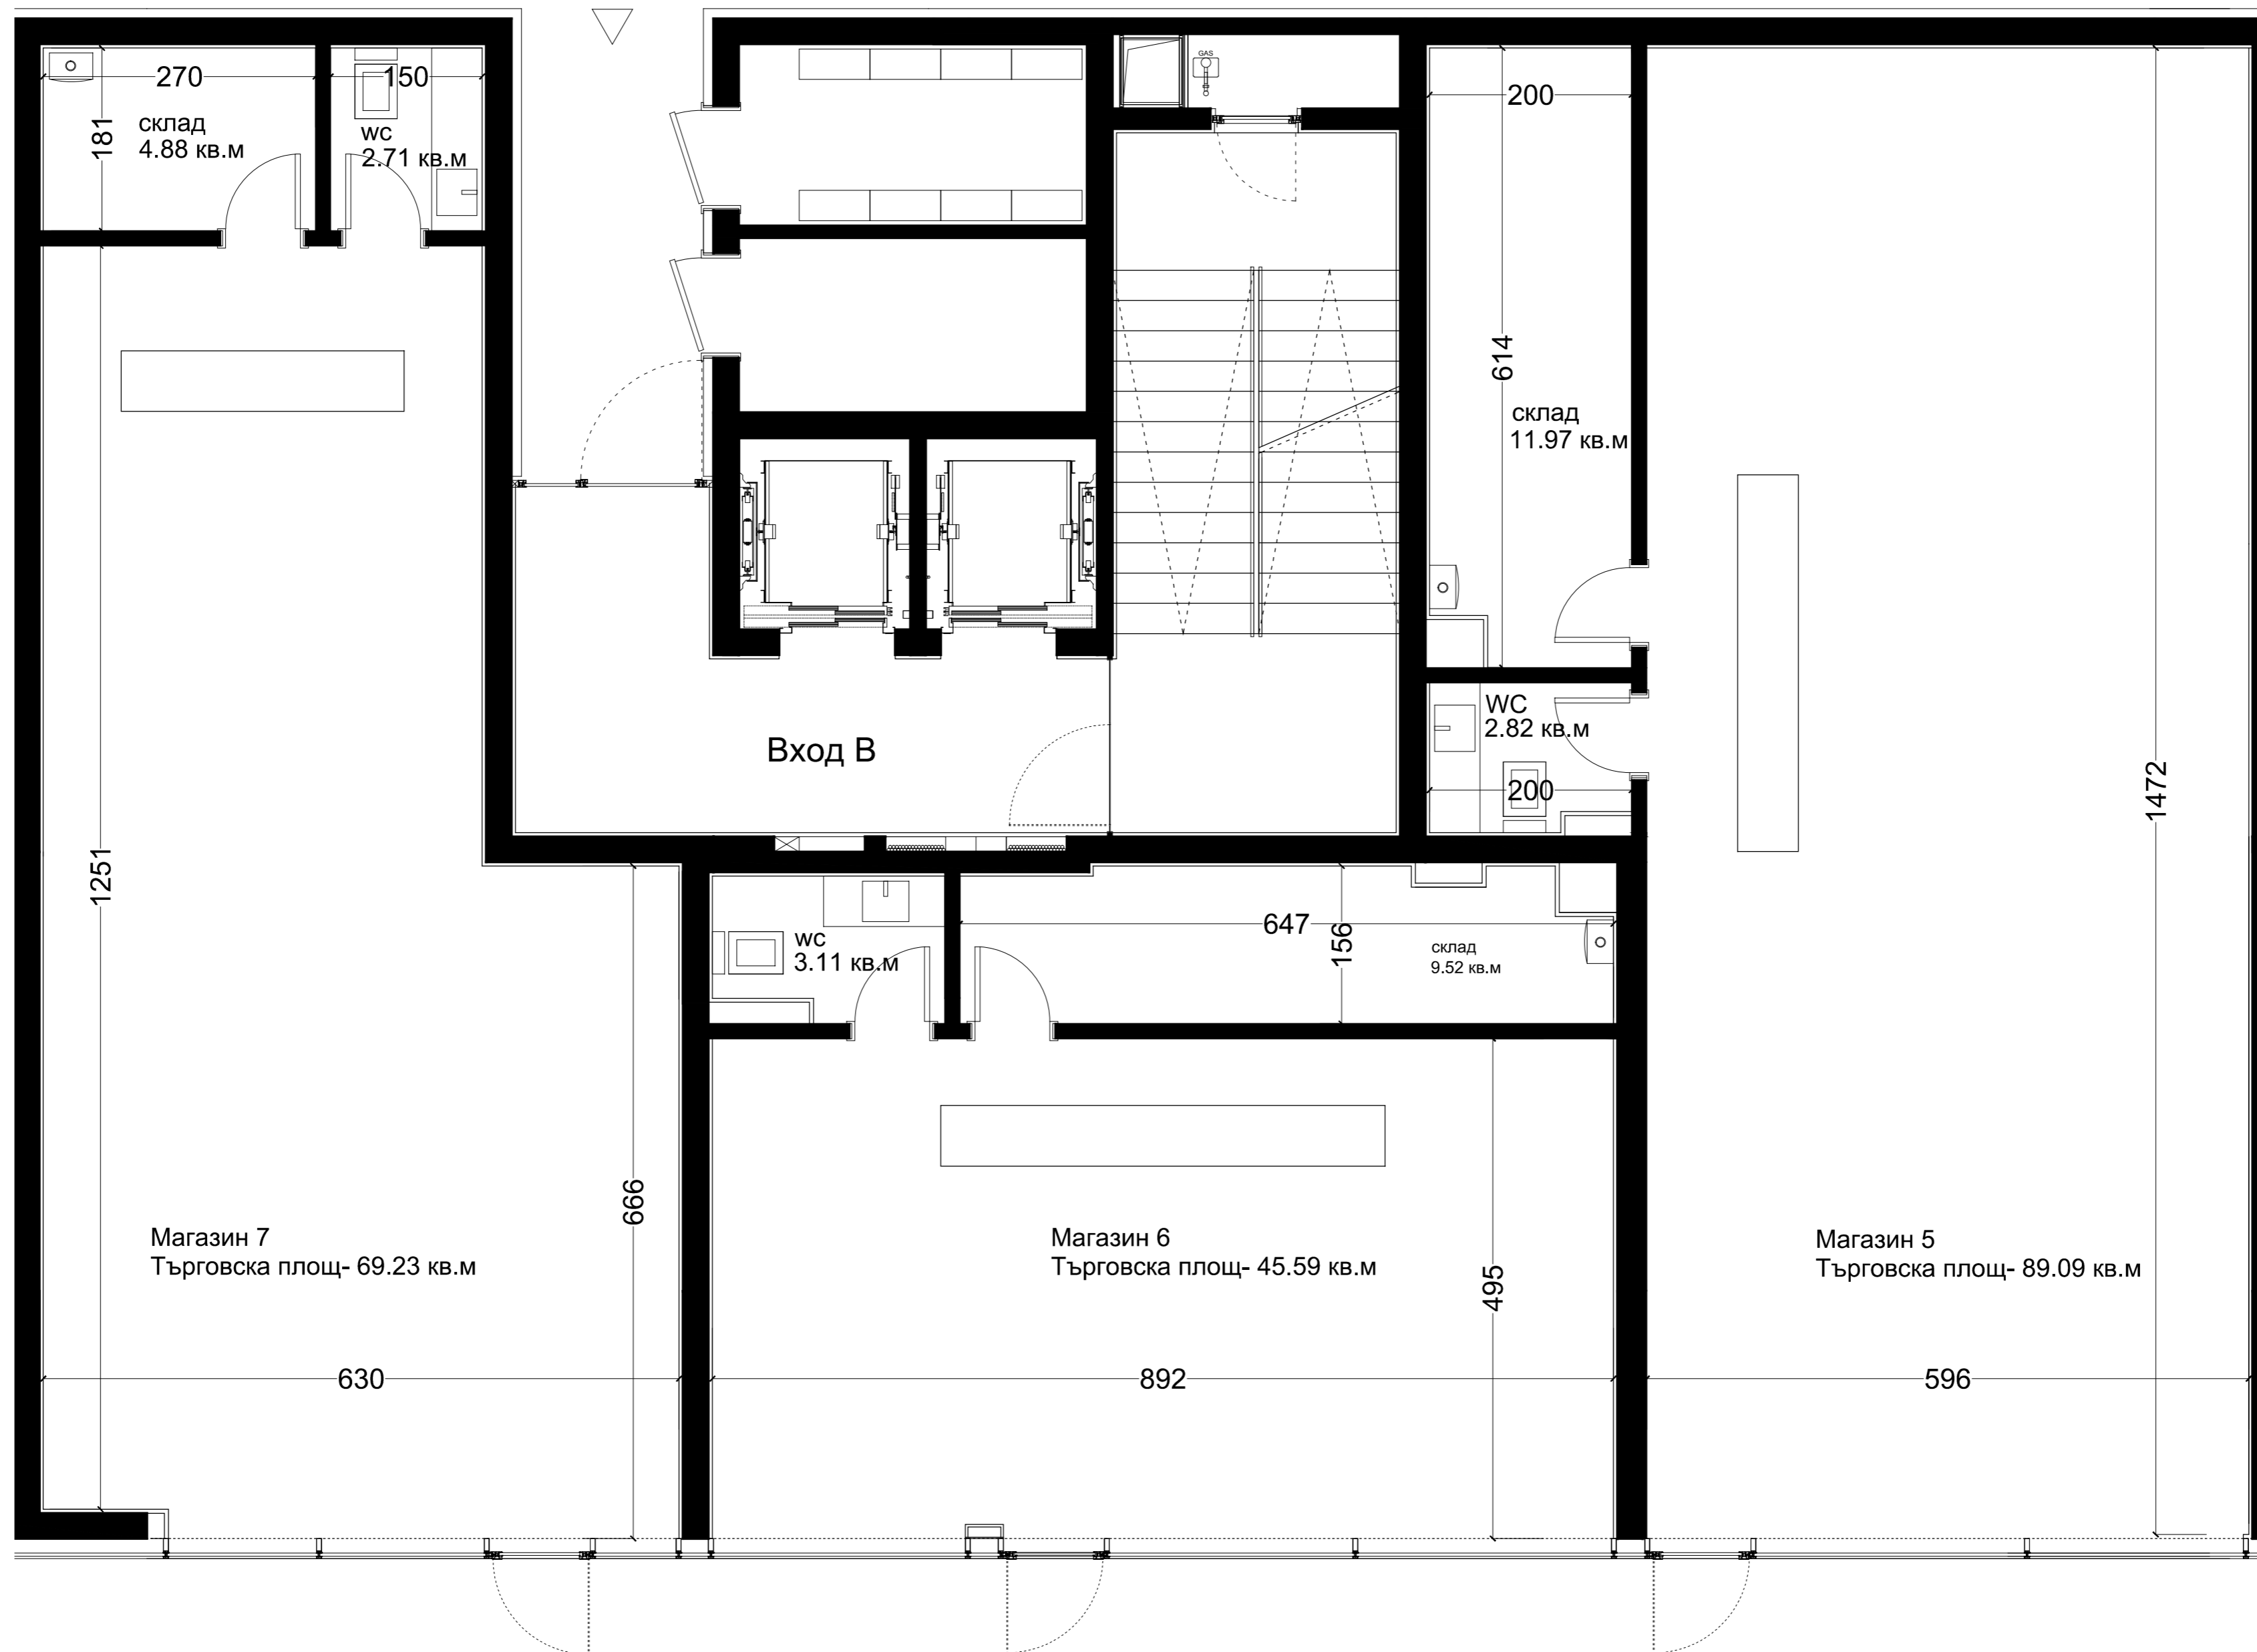 GAS
270
150
200
181
склад
4.88 кв.м
wc
2.71 кв.м
614
склад
11.97 кв.м
WC
2.82 кв.м
200
Вход В
1472
1251
647
156
wc
3.11 кв.м
склад
9.52 кв.м
666
495
Магазин 7
Търговска площ- 69.23 кв.м
Магазин 6
Търговска площ- 45.59 кв.м
Магазин 5
Търговска площ- 89.09 кв.м
630
892
596